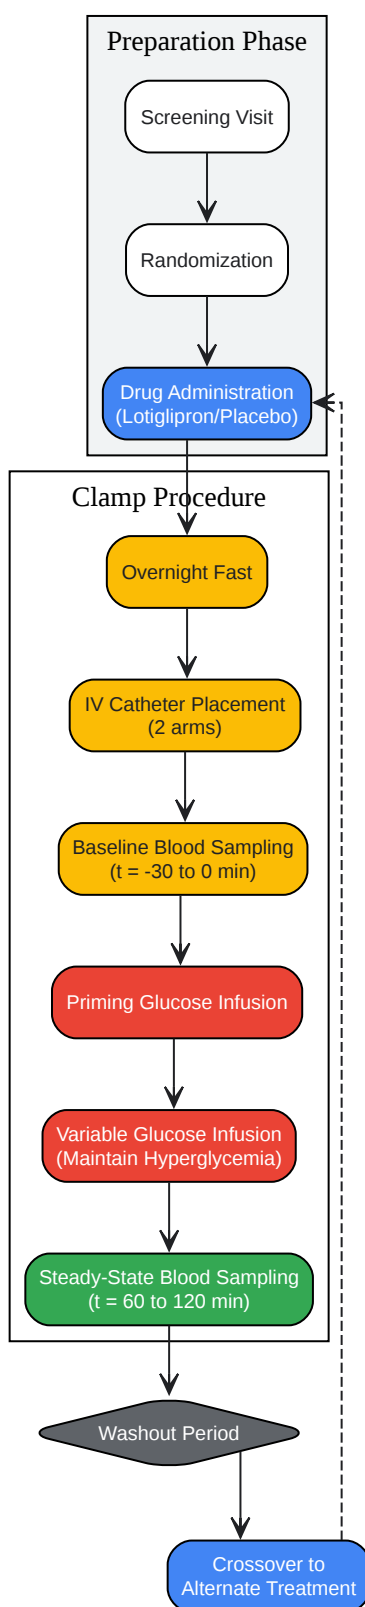 Preparation Phase
Screening Visit
Randomization
Drug Administration
(Lotiglipron/Placebo)
Clamp Procedure
Overnight Fast
IV Catheter Placement
(2 arms)
Baseline Blood Sampling
(t = -30 to 0 min)
Priming Glucose Infusion
Variable Glucose Infusion
(Maintain Hyperglycemia)
Steady-State Blood Sampling
(t = 60 to 120 min)
Washout Period
Crossover to
Alternate Treatment